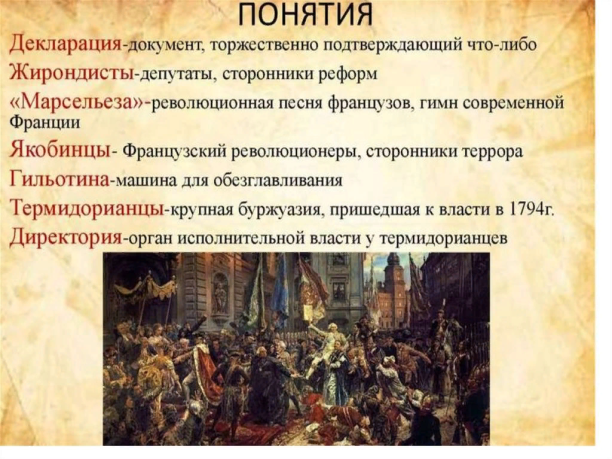 ПОНЯТИЯ
Декларация-документ, торжественно подтверждающий что-либо
Жирондисты-депутаты, сторонники реформ
«Марсельеза»-революционная песня французов, гимн современной
Франции
Якобинцы- Французский революционеры, сторонники террора
Гильотина-машина для обезглавливания
Термидорианцы-крупная буржуазия, пришедшая к власти в 1794г.
Директория-орган исполнительной власти у термидорианцев